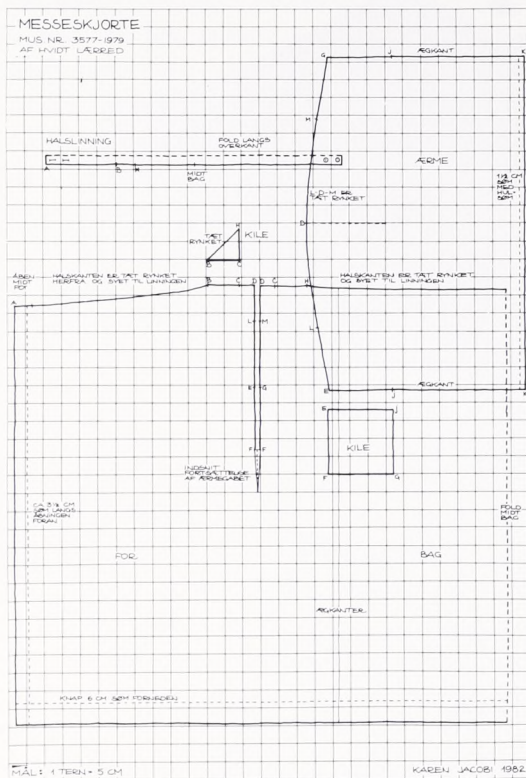 MESSESKJORTE
MUS NR. 3577-1979
AF HVIDT LÆRRED
G
J
ÆGKANT
K
H
HALSLINNING
FOLD LANGS
OVERKANT
ÆRME
A
B
H
MIDT
BAG
1½ CM
SØM
MED
HUL-
SØM
L-D-M ER
TÆT RYNKET
D
H
TÆT
RYNKET
KILE
B
C
ÅBEN
MIDT
FOR
HALSKANTEN ER TÆT RYNKET
HERFRA OG SYET TIL LINNINGEN
B
C
D
D
C
H
HALSKANTEN ER TÆT RYNKET
OG SYET TIL LINNINGEN
A
L
M
L
E
G
E
ÆGKANT
J
K
E
J
KILE
F
F
F
G
INDSNIT
FORTSÆTTELSE
AF ÆRMEGABET
CA 3½ CM
SØM LANGS
ÅBNINGEN
FORAN
FOLD
MIDT
BAG
FOR
BAG
ÆGKANTER
KNAP 6 CM SØM FORNEDEN
MÅL: 1 TERN = 5 CM
KAREN JACOBI 1982